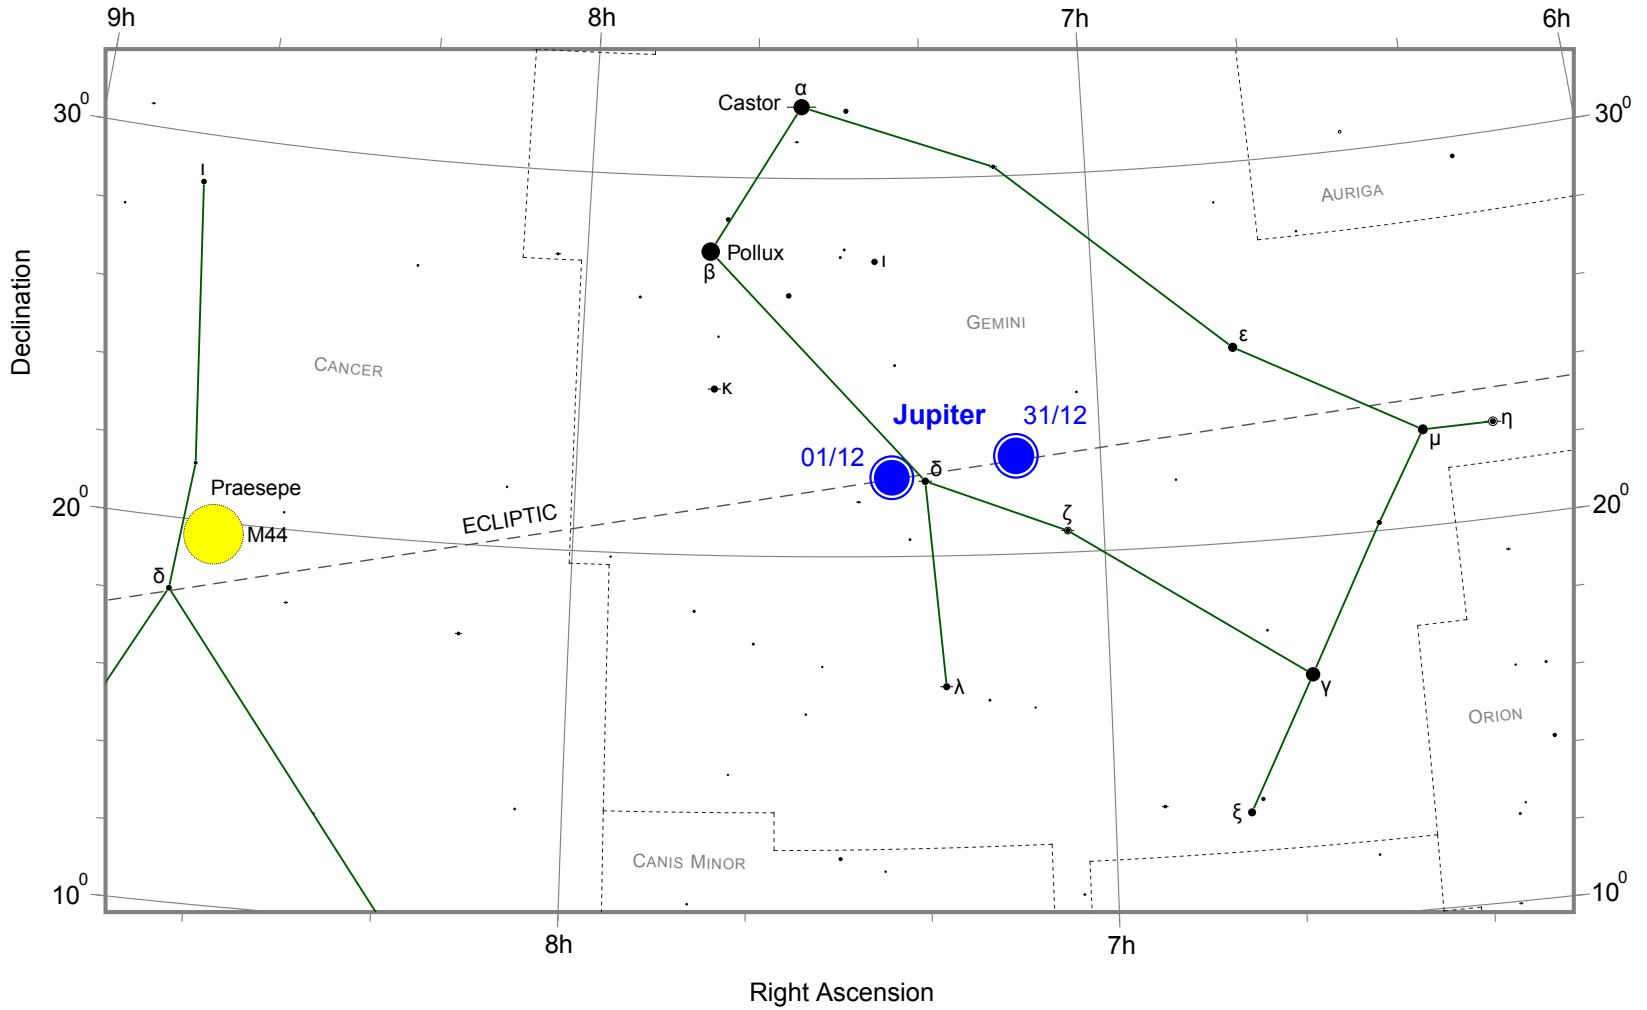 9h 8h 7h 6h
α
Castor
30⁰ 30⁰
ι
AURIGA
Pollux
β
ι
GEMINI
ε
CANCER
κ
Jupiter 31/12
η
μ
01/12
δ
Praesepe
20⁰ 20⁰
ECLIPTIC
ζ
M44
δ
λ
γ
ORION
ξ
CANIS MINOR
10⁰ 10⁰
8h 7h
Right Ascension
Declination